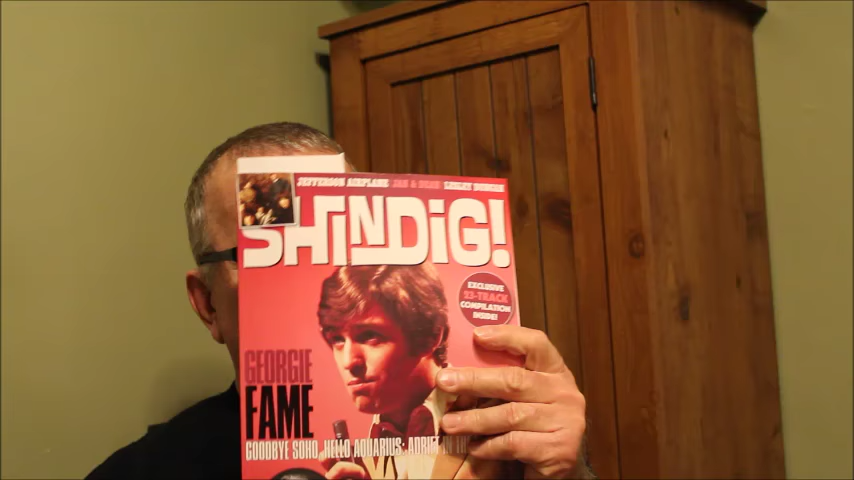 JEFFERSON AIRPLANE JAN & DEAN LESLEY DUNCAN
SHINDIG!
EXCLUSIVE
23-TRACK
COMPILATION
INSIDE!
GEORGIE
FAME
GOODBYE SOHO, HELLO AQUARIUS: ADRIFT IN